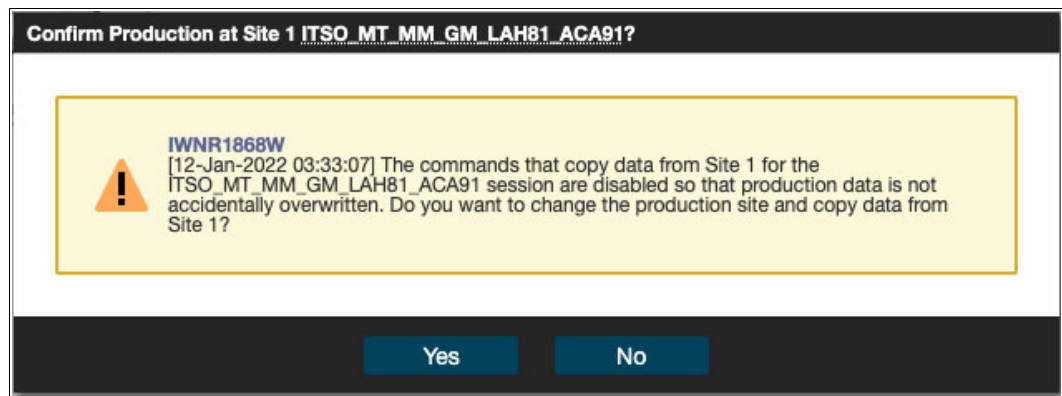 Confirm Production at Site 1 ITSO_MT_MM_GM_LAH81_ACA91?
IWNR1868W
[12-Jan-2022 03:33:07] The commands that copy data from Site 1 for the
ITSO_MT_MM_GM_LAH81_ACA91 session are disabled so that production data is not
accidentally overwritten. Do you want to change the production site and copy data from
Site 1?
Yes
No